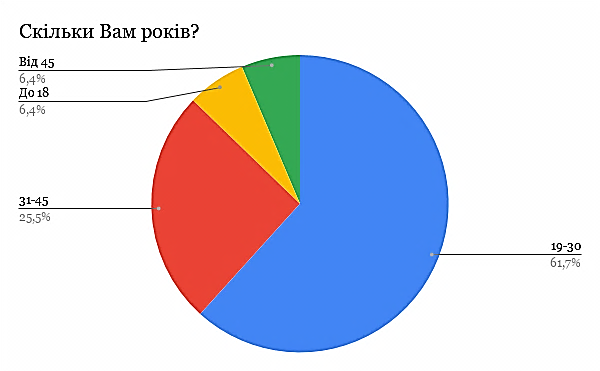 Скільки Вам років?
Від 45
6,4%
До 18
6,4%
31-45
25,5%
19-30
61,7%